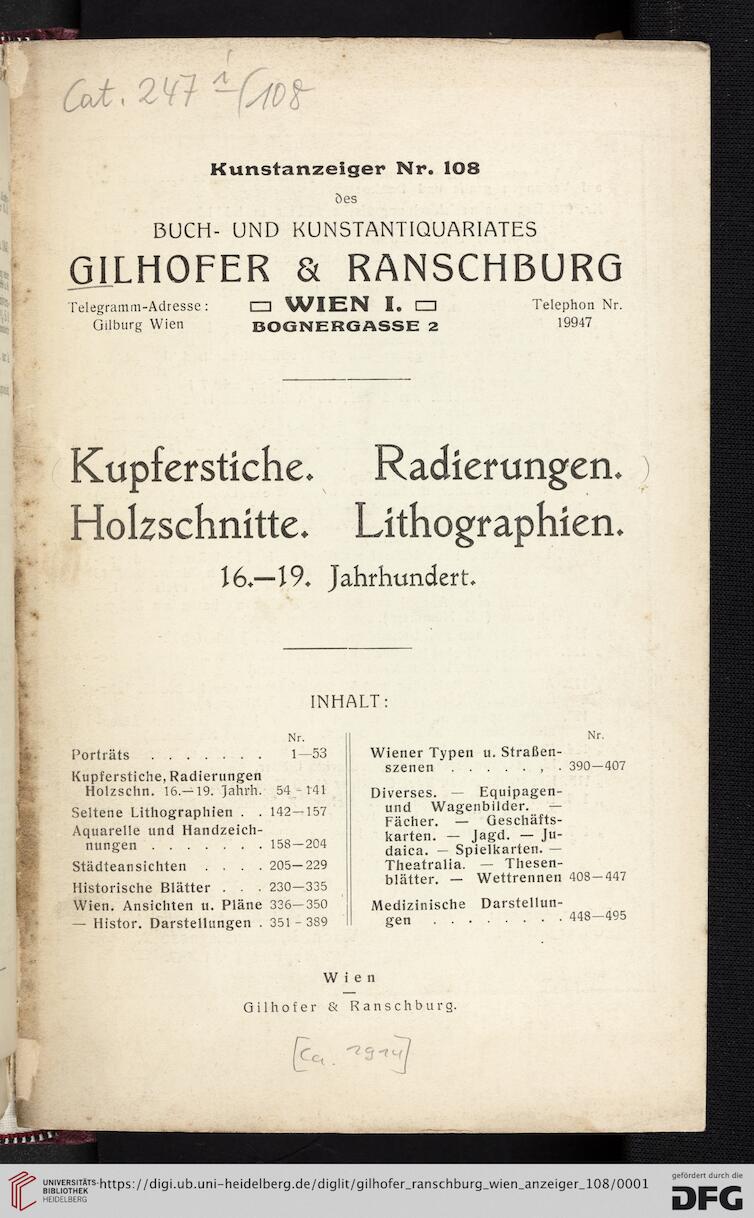 Cat. 247 i/108
Kunstanzeiger Nr. 108
des
BUCH- UND KUNSTANTIQUARIATES
GILHOFER & RANSCHBURG
Telegramm-Adresse: WIEN I. Telephon Nr.
Gilburg Wien BOGNERGASSE 2 19947
Kupferstiche. Radierungen.
Holzschnitte. Lithographien.
16.—19. Jahrhundert.
INHALT:
Nr.
Porträts . . . . . . . 1—53
Kupferstiche, Radierungen
Holzschn. 16.—19. Jahrh. 54-141
Seltene Lithographien . . 142—157
Aquarelle und Handzeich-
nungen . . . . . . . 158—204
Städteansichten . . . . 205—229
Historische Blätter . . . 230—335
Wien. Ansichten u. Pläne 336—350
— Histor. Darstellungen . 351-389
Nr.
Wiener Typen u. Straßen-
szenen . . . . . , . 390—407
Diverses. — Equipagen-
und Wagenbilder. —
Fächer. — Geschäfts-
karten. — Jagd. — Ju-
daica. — Spielkarten. —
Theatralia. — Thesen-
blätter. — Wettrennen 408—447
Medizinische Darstellun-
gen . . . . . . . . 448—495
Wien
Gilhofer & Ranschburg.
[ca. 1914]
UNIVERSITÄTS-
BIBLIOTHEK
HEIDELBERG
https://digi.ub.uni-heidelberg.de/diglit/gilhofer_ranschburg_wien_anzeiger_108/0001
gefördert durch die
DFG